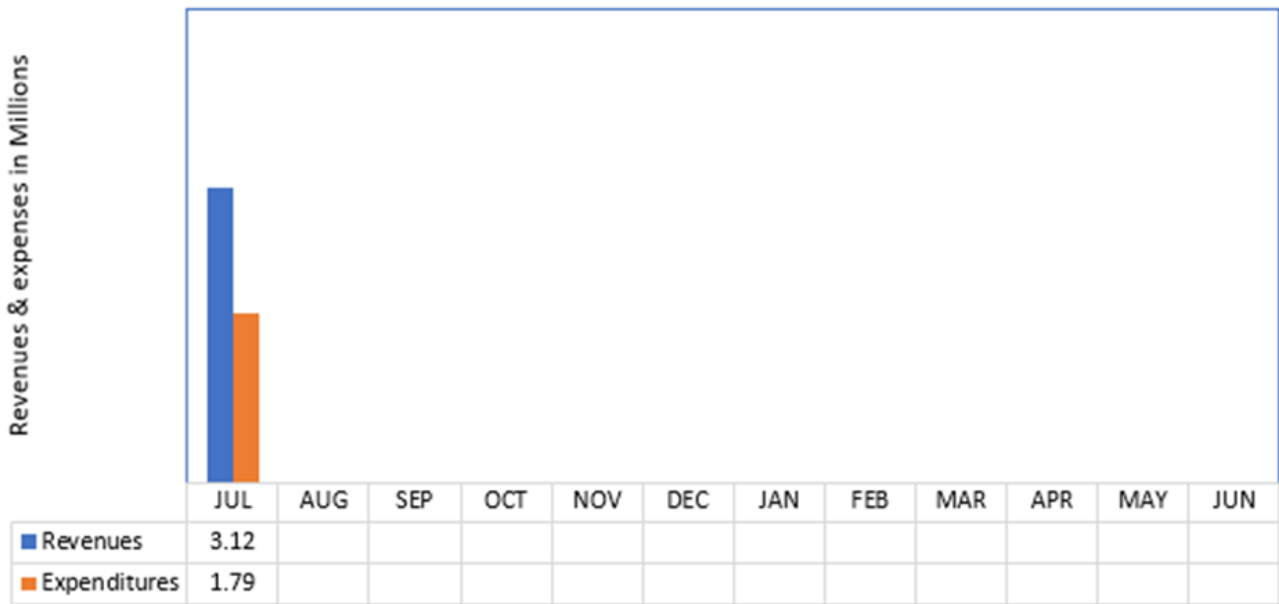 Revenues & expenses in Millions
JUL AUG SEP OCT NOV DEC JAN FEB MAR APR MAY JUN
Revenues 3.12
Expenditures 1.79